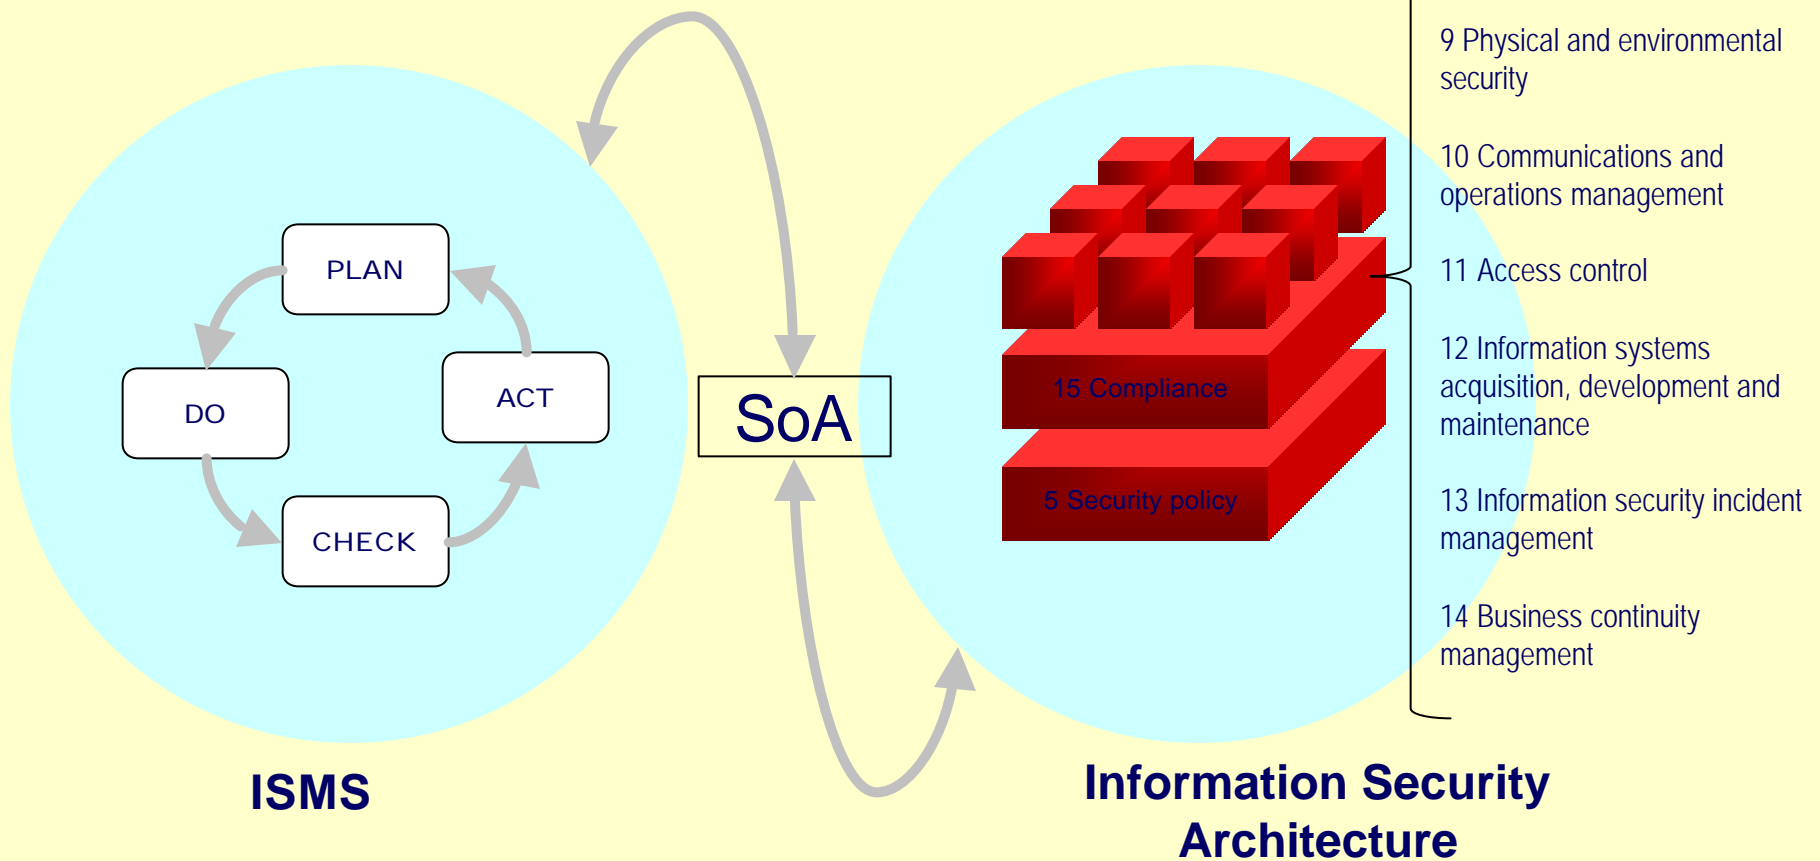 PLAN
DO
ACT
CHECK
ISMS
SoA
15 Compliance
5 Security policy
Information Security
Architecture
9 Physical and environmental
security
10 Communications and
operations management
11 Access control
12 Information systems
acquisition, development and
maintenance
13 Information security incident
management
14 Business continuity
management